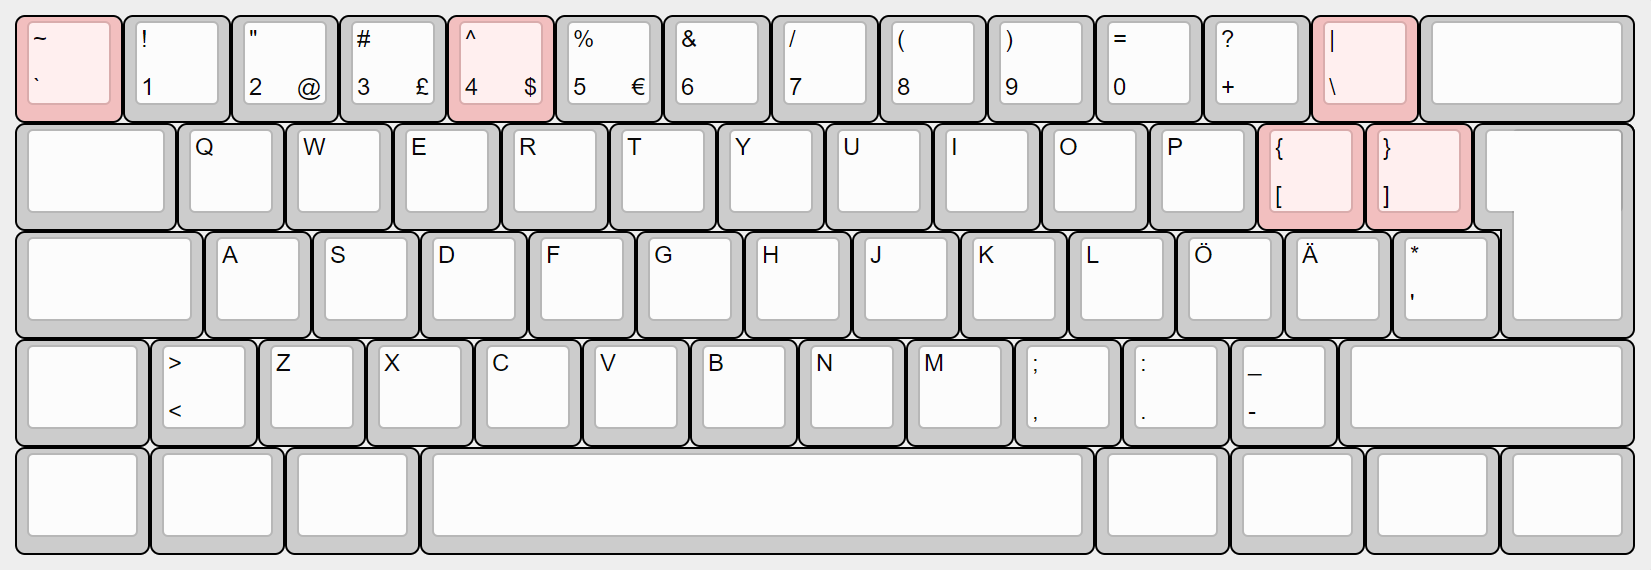 ~ ! " # ^ % & / ( ) = ? |
` 1 2 @ 3 £ 4 $ 5 € 6 7 8 9 0 + \
Q W E R T Y U I O P { }
[ ]
A S D F G H J K L Ö Ä *
'
> Z X C V B N M ; : _
< , . -